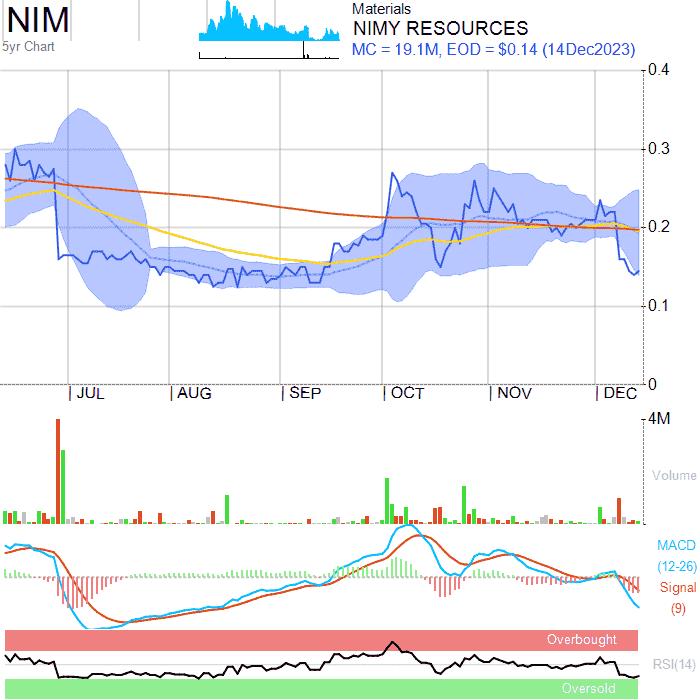 NIM
5yr Chart
Materials
NIMY RESOURCES
MC = 19.1M, EOD = $0.14 (14Dec2023)
0.4
0.3
0.2
0.1
0
JUL AUG SEP OCT NOV DEC
4M
Volume
MACD
(12-26)
Signal
(9)
Overbought
RSI(14)
Oversold